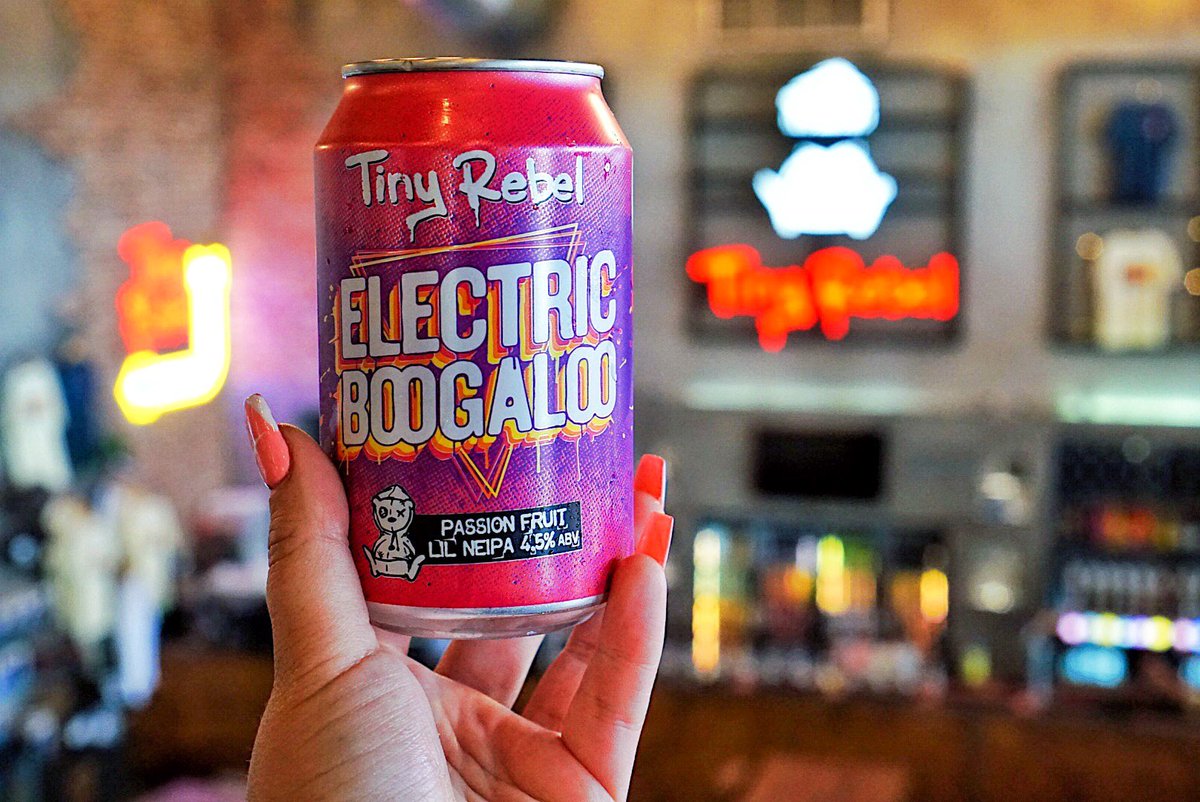 Tiny Rebel
ELECTRIC
BOOGALOO
PASSION FRUIT
LIL' NEIPA 4.5% ABV
Tiny Rebel